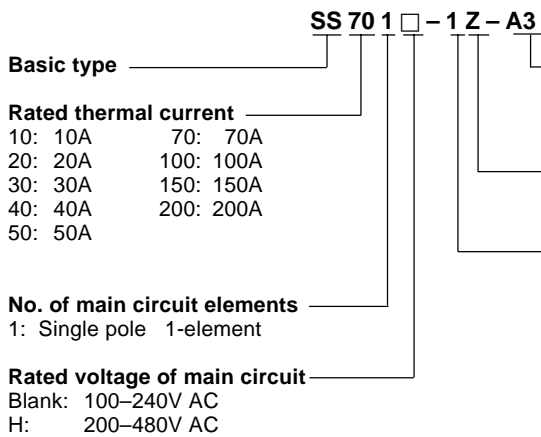 SS 70 1 □ – 1 Z – A3
Basic type
Rated thermal current
10: 10A 70: 70A
20: 20A 100: 100A
30: 30A 150: 150A
40: 40A 200: 200A
50: 50A
No. of main circuit elements
1: Single pole 1-element
Rated voltage of main circuit
Blank: 100–240V AC
H: 200–480V AC